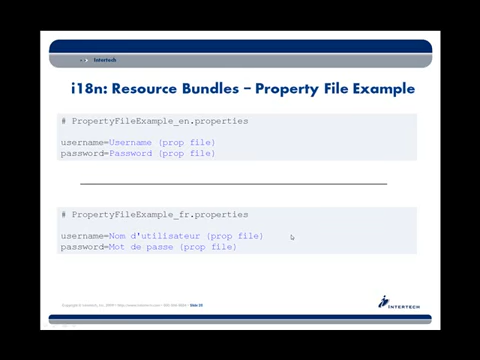 Intertech
i18n: Resource Bundles – Property File Example
# PropertyFileExample_en.properties
username=Username (prop file)
password=Password (prop file)
# PropertyFileExample_fr.properties
username=Nom d'utilisateur (prop file)
password=Mot de passe (prop file)
INTERTECH